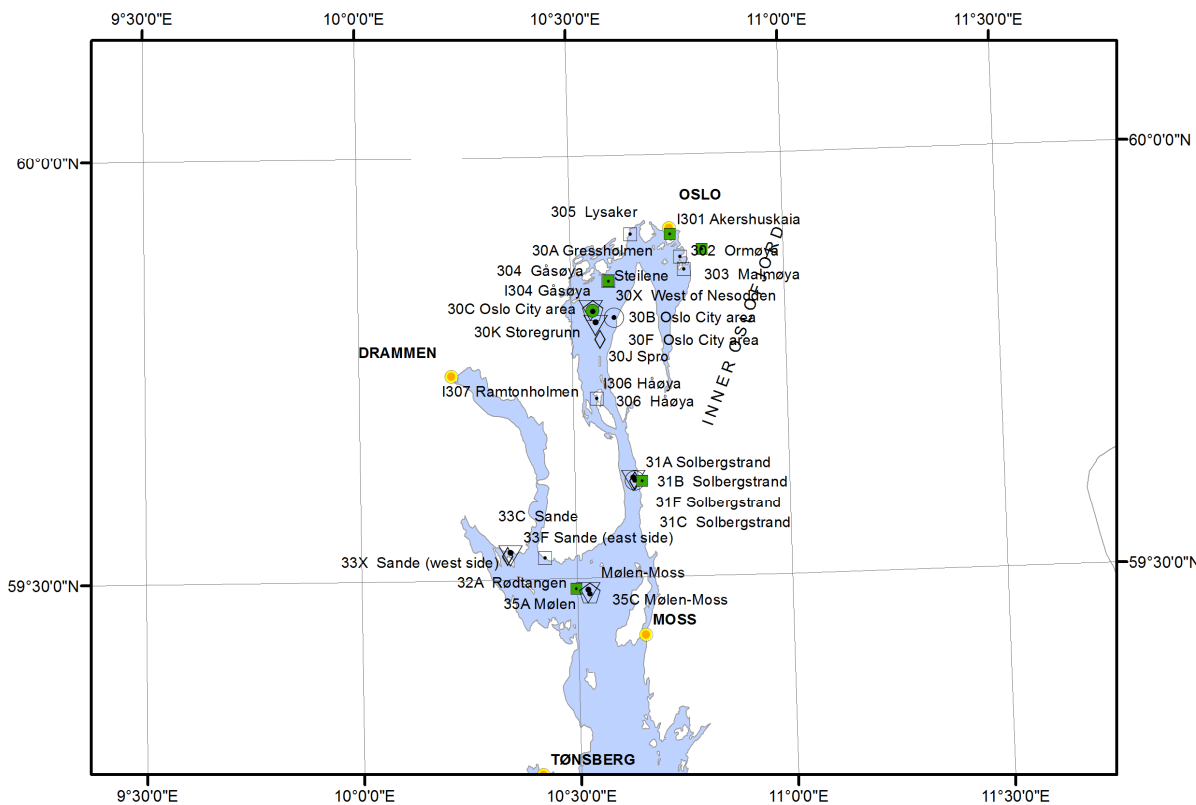 9°30'0"E 10°00'0"E 10°30'0"E 11°00'0"E 11°30'0"E
60°0'0"N
60°0'0"N
OSLO
305 Lysaker
I301 Akershuskaia
30A Gressholmen
302 Ormøya
304 Gåsøya
Steilene
303 Malmøya
I304 Gåsøya
30X West of Nesodden
30C Oslo City area
30B Oslo City area
30K Storegrunn
30F Oslo City area
DRAMMEN
30J Spro
INNER OSLOFJORD
I307 Ramtonholmen
I306 Håøya
306 Håøya
31A Solbergstrand
31B Solbergstrand
31F Solbergstrand
33C Sande
31C Solbergstrand
33F Sande (east side)
33X Sande (west side)
59°30'0"N
59°30'0"N
Mølen-Moss
32A Rødtangen
35A Mølen
35C Mølen-Moss
MOSS
TØNSBERG
9°30'0"E 10°00'0"E 10°30'0"E 11°00'0"E 11°30'0"E